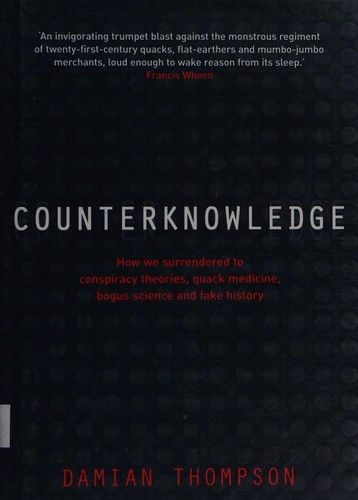 'An invigorating trumpet blast against the monstrous regiment
of twenty-first-century quacks, flat-earthers and mumbo-jumbo
merchants, loud enough to wake reason from its sleep.'
Francis Wheen
COUNTERKNOWLEDGE
How we surrendered to
conspiracy theories, quack medicine,
bogus science and fake history
DAMIAN THOMPSON